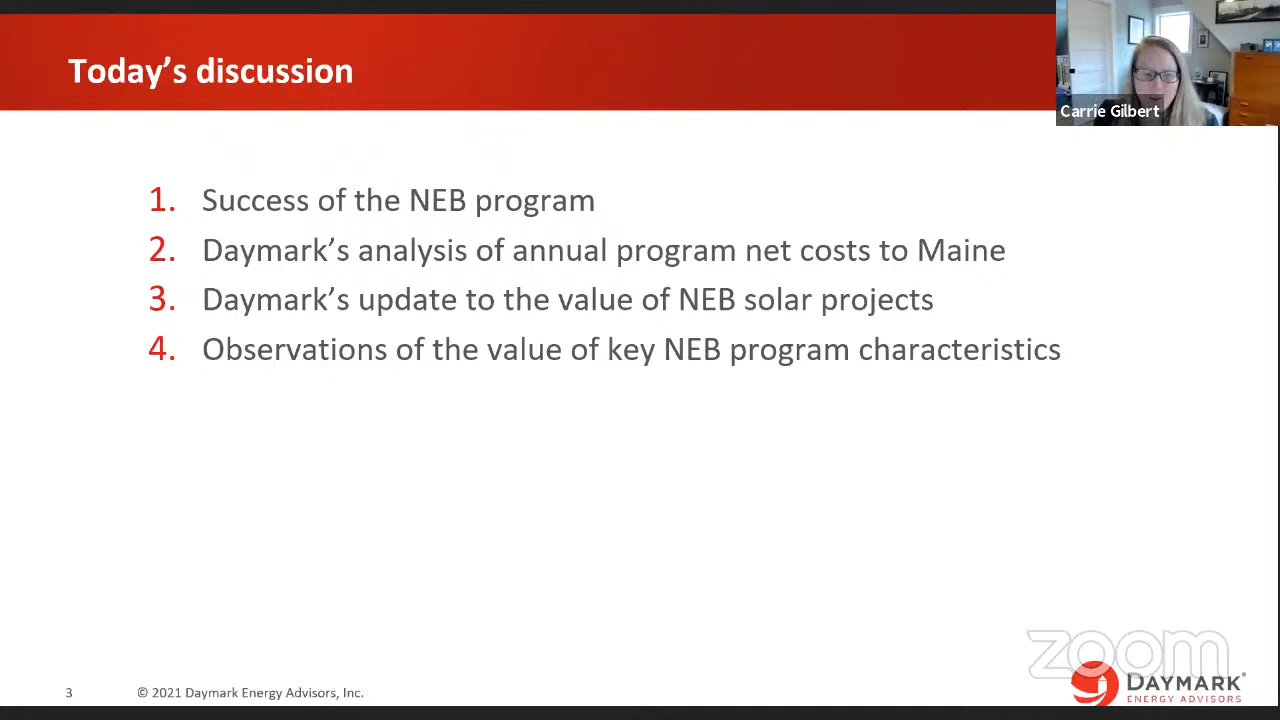 Today's discussion
Carrie Gilbert
1. Success of the NEB program
2. Daymark's analysis of annual program net costs to Maine
3. Daymark's update to the value of NEB solar projects
4. Observations of the value of key NEB program characteristics
zoom
3 © 2021 Daymark Energy Advisors, Inc.
DAYMARK®
ENERGY ADVISORS